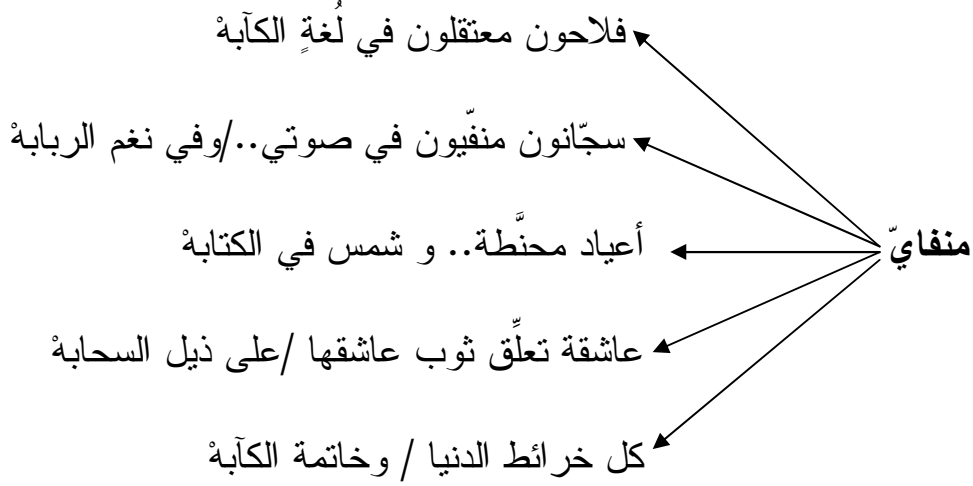 فلاحون معتقلون في لُغةِ الكآبهْ
سجّانون منفّيون في صوتي../وفي نغم الربابهْ
منفايّ
أعياد محنَّطة.. و شمس في الكتابهْ
عاشقة تعلِّق ثوب عاشقها /على ذيل السحابهْ
كل خرائط الدنيا / وخاتمة الكآبهْ